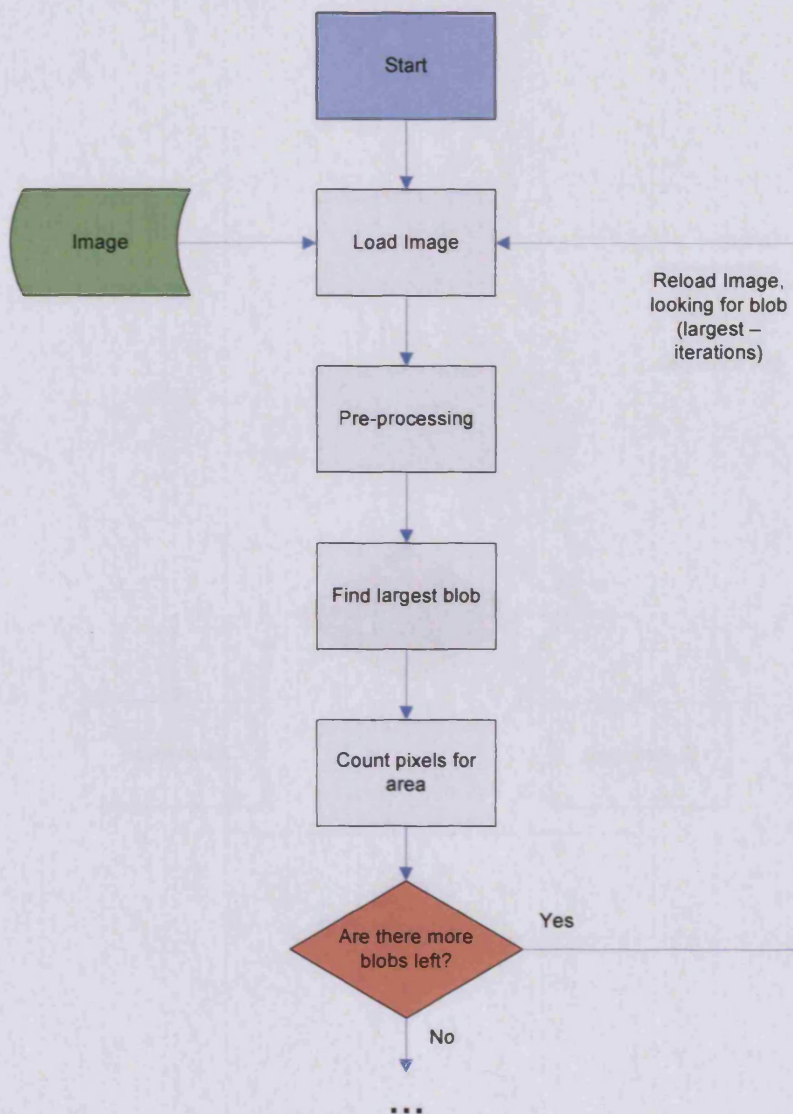 Start
Image
Load Image
Reload Image,
looking for blob
(largest –
iterations)
Pre-processing
Find largest blob
Count pixels for
area
Are there more
blobs left?
Yes
No
...